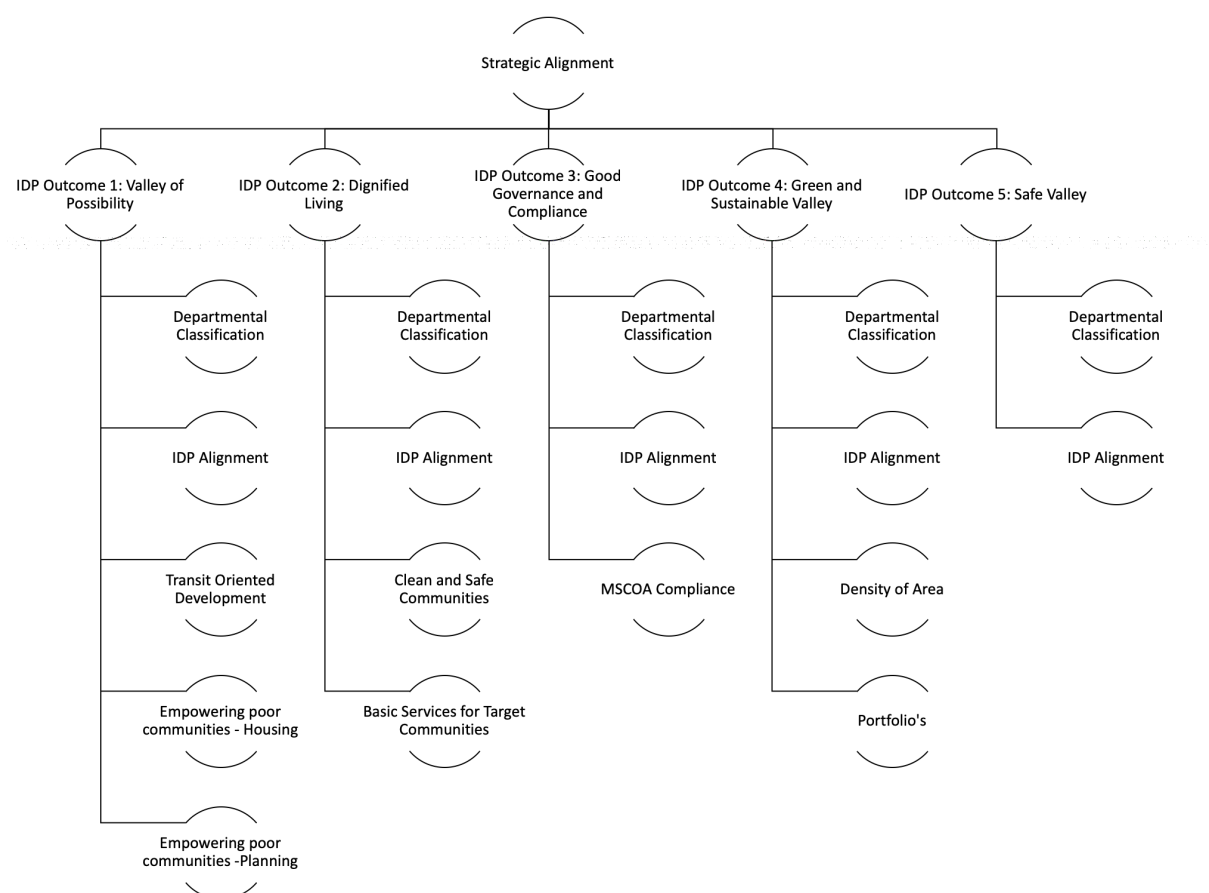 Strategic Alignment
IDP Outcome 1: Valley of
Possibility
IDP Outcome 2: Dignified
Living
IDP Outcome 3: Good
Governance and
Compliance
IDP Outcome 4: Green and
Sustainable Valley
IDP Outcome 5: Safe Valley
Departmental
Classification
Departmental
Classification
Departmental
Classification
Departmental
Classification
Departmental
Classification
IDP Alignment
IDP Alignment
IDP Alignment
IDP Alignment
IDP Alignment
Transit Oriented
Development
Clean and Safe
Communities
MSCOA Compliance
Density of Area
Empowering poor
communities - Housing
Basic Services for Target
Communities
Portfolio's
Empowering poor
communities -Planning